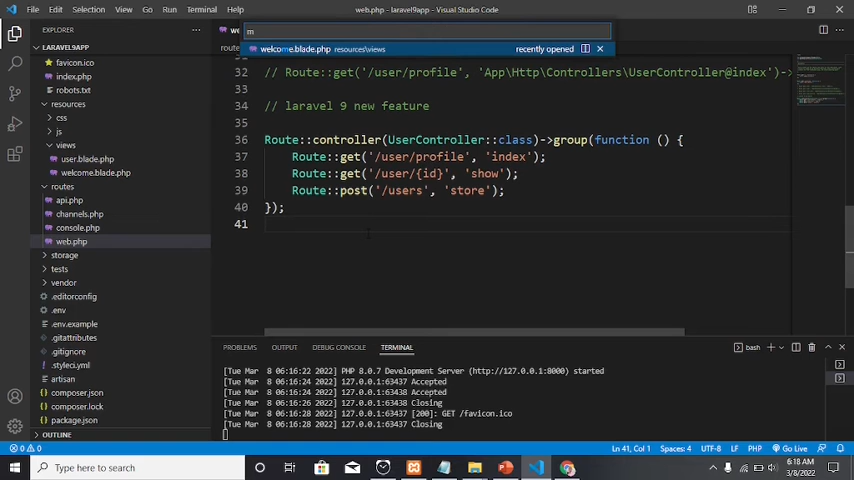 File Edit Selection View Go Run Terminal Help
web.php - laravel9app - Visual Studio Code
EXPLORER
LARAVEL9APP
favicon.ico
index.php
robots.txt
resources
css
js
views
user.blade.php
welcome.blade.php
routes
api.php
channels.php
console.php
web.php
storage
tests
vendor
.editorconfig
.env
.env.example
.gitattributes
.gitignore
.styleci.yml
artisan
composer.json
composer.lock
package.json
OUTLINE
m
welcome.blade.php resources\views recently opened
32 // Route::get('/user/profile', 'App\Http\Controllers\UserController@index')->
33
34 // laravel 9 new feature
35
36 Route::controller(UserController::class)->group(function () {
37 Route::get('/user/profile', 'index');
38 Route::get('/user/{id}', 'show');
39 Route::post('/users', 'store');
40 });
41
PROBLEMS OUTPUT DEBUG CONSOLE TERMINAL
bash
[Tue Mar 8 06:16:22 2022] PHP 8.0.7 Development Server (http://127.0.0.1:8000) started
[Tue Mar 8 06:16:24 2022] 127.0.0.1:63437 Accepted
[Tue Mar 8 06:16:24 2022] 127.0.0.1:63438 Accepted
[Tue Mar 8 06:16:26 2022] 127.0.0.1:63438 Closing
[Tue Mar 8 06:16:28 2022] 127.0.0.1:63437 [200]: GET /favicon.ico
[Tue Mar 8 06:16:28 2022] 127.0.0.1:63437 Closing
0 0
Ln 41, Col 1 Spaces: 4 UTF-8 LF PHP Go Live
Type here to search
6:18 AM
3/8/2022